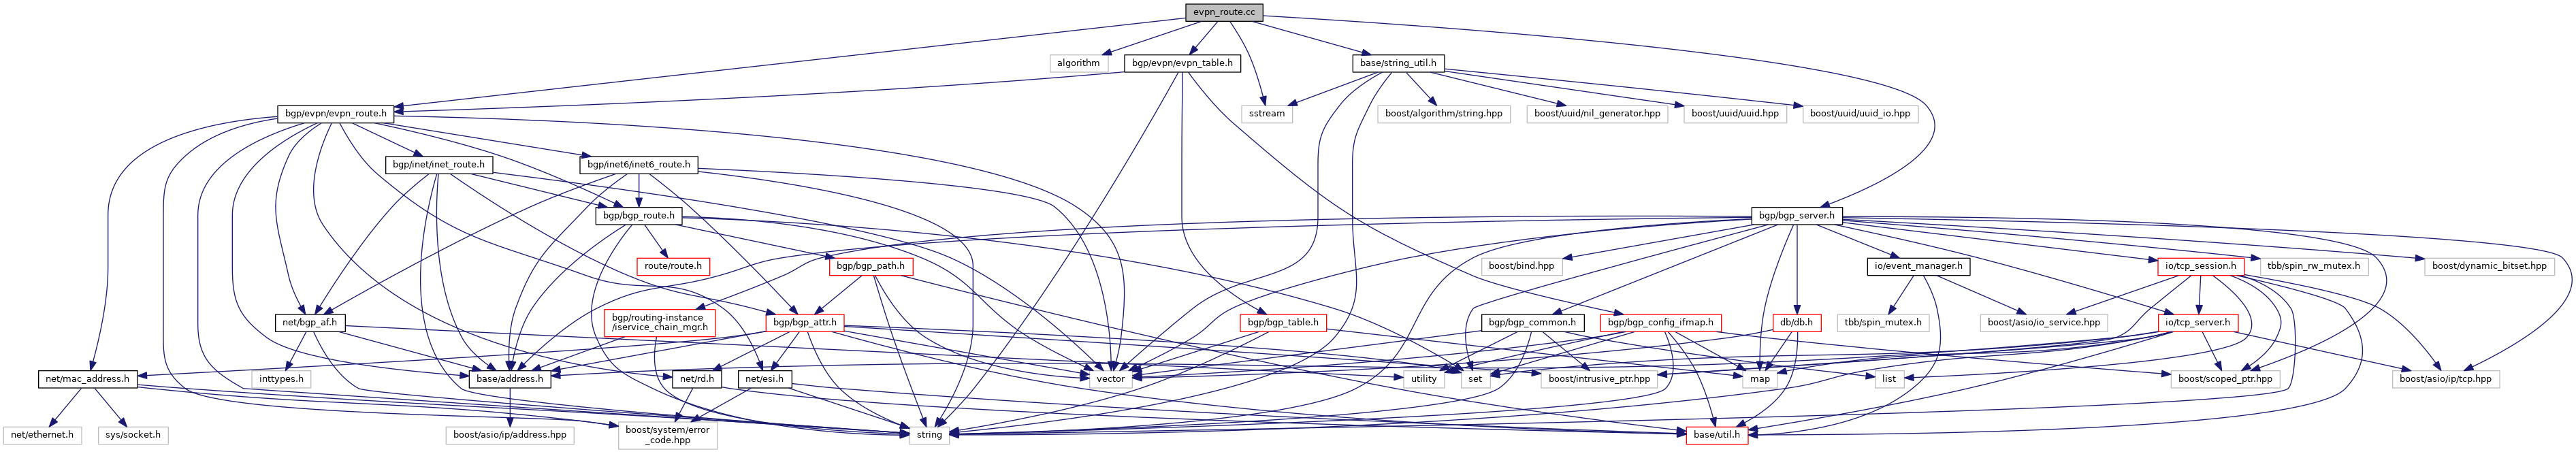 evpn_route.cc
algorithm
bgp/evpn/evpn_table.h
base/string_util.h
bgp/evpn/evpn_route.h
sstream
boost/algorithm/string.hpp
boost/uuid/nil_generator.hpp
boost/uuid/uuid.hpp
boost/uuid/uuid_io.hpp
bgp/inet/inet_route.h
bgp/inet6/inet6_route.h
bgp/bgp_route.h
bgp/bgp_server.h
route/route.h
bgp/bgp_path.h
boost/bind.hpp
io/event_manager.h
io/tcp_session.h
tbb/spin_rw_mutex.h
boost/dynamic_bitset.hpp
net/bgp_af.h
bgp/routing-instance
/iservice_chain_mgr.h
bgp/bgp_attr.h
bgp/bgp_table.h
bgp/bgp_common.h
bgp/bgp_config_ifmap.h
db/db.h
tbb/spin_mutex.h
boost/asio/io_service.hpp
io/tcp_server.h
net/mac_address.h
inttypes.h
base/address.h
net/rd.h
net/esi.h
boost/intrusive_ptr.hpp
vector
utility
set
map
list
boost/scoped_ptr.hpp
boost/asio/ip/tcp.hpp
net/ethernet.h
sys/socket.h
boost/asio/ip/address.hpp
boost/system/error
_code.hpp
string
base/util.h